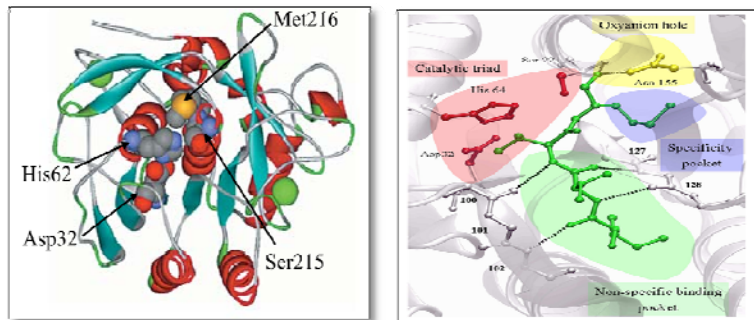 Met216
His62
Asp32
Ser215
Oxyanion hole
Catalytic triad
Asn 155
His 64
Asp32
Specificity
pocket
127
128
100
101
102
Non-specific binding
pocket